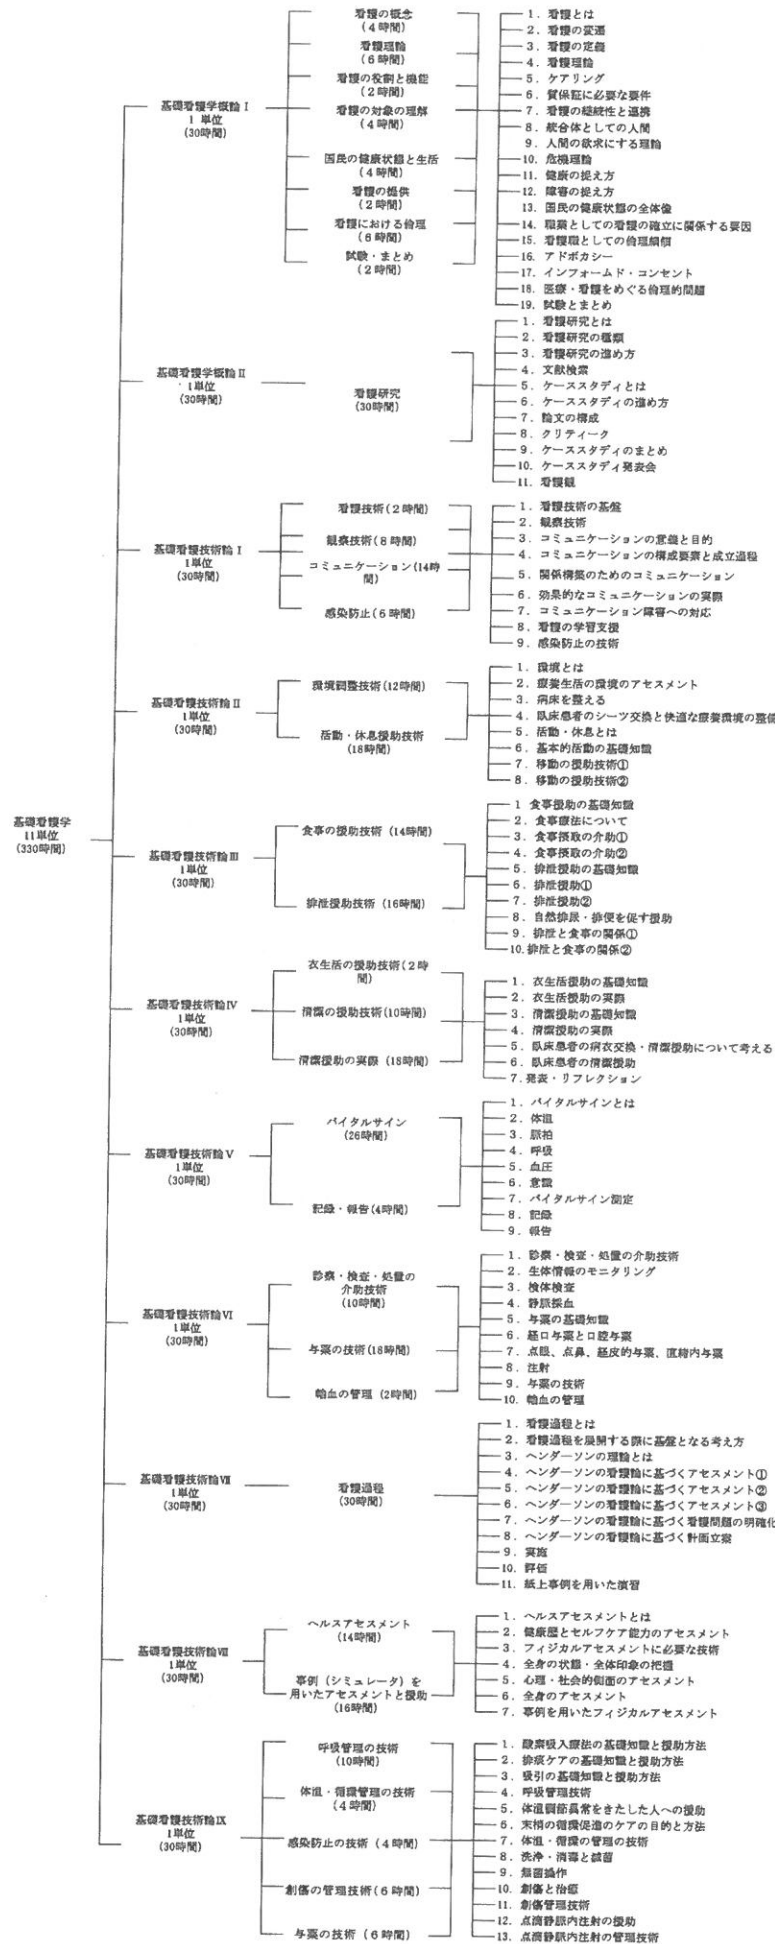 基礎看護学
11単位
(330時間)
基礎看護学概論Ⅰ
1単位
(30時間)
看護の概念
(4時間)
看護理論
(6時間)
看護の役割と機能
(2時間)
看護の対象の理解
(4時間)
国民の健康状態と生活
(4時間)
看護の提供
(2時間)
看護における倫理
(6時間)
試験・まとめ
(2時間)
1. 看護とは
2. 看護の変遷
3. 看護の定義
4. 看護理論
5. ケアリング
6. 質保証に必要な要件
7. 看護の継続性と連携
8. 統合体としての人間
9. 人間の欲求にする理論
10. 危機理論
11. 健康の捉え方
12. 障害の捉え方
13. 国民の健康状態の全体像
14. 職業としての看護の確立に関係する要因
15. 看護職としての倫理綱領
16. アドボカシー
17. インフォームド・コンセント
18. 医療・看護をめぐる倫理的問題
19. 試験とまとめ
基礎看護学概論Ⅱ
1単位
(30時間)
看護研究
(30時間)
1. 看護研究とは
2. 看護研究の種類
3. 看護研究の進め方
4. 文献検索
5. ケーススタディとは
6. ケーススタディの進め方
7. 論文の構成
8. クリティーク
9. ケーススタディのまとめ
10. ケーススタディ発表会
11. 看護観
基礎看護技術論Ⅰ
1単位
(30時間)
看護技術(2時間)
観察技術(8時間)
コミュニケーション(14時
間)
感染防止(6時間)
1. 看護技術の基盤
2. 観察技術
3. コミュニケーションの意義と目的
4. コミュニケーションの構成要素と成立過程
5. 関係構築のためのコミュニケーション
6. 効果的なコミュニケーションの実際
7. コミュニケーション障害への対応
8. 看護の学習支援
9. 感染防止の技術
基礎看護技術論Ⅱ
1単位
(30時間)
環境調整技術(12時間)
活動・休息援助技術
(18時間)
1. 環境とは
2. 療養生活の環境のアセスメント
3. 病床を整える
4. 臥床患者のシーツ交換と快適な療養環境の整備
5. 活動・休息とは
6. 基本的活動の基礎知識
7. 移動の援助技術①
8. 移動の援助技術②
基礎看護技術論Ⅲ
1単位
(30時間)
食事の援助技術 (14時間)
排泄援助技術 (16時間)
1 食事援助の基礎知識
2. 食事療法について
3. 食事摂取の介助①
4. 食事摂取の介助②
5. 排泄援助の基礎知識
6. 排泄援助①
7. 排泄援助②
8. 自然排尿・排便を促す援助
9. 排泄と食事の関係①
10. 排泄と食事の関係②
基礎看護技術論Ⅳ
1単位
(30時間)
衣生活の援助技術(2時
間)
清潔の援助技術(10時間)
清潔援助の実際 (18時間)
1. 衣生活援助の基礎知識
2. 衣生活援助の実際
3. 清潔援助の基礎知識
4. 清潔援助の実際
5. 臥床患者の病衣交換・清潔援助について考える
6. 臥床患者の清潔援助
7. 発表・リフレクション
基礎看護技術論Ⅴ
1単位
(30時間)
バイタルサイン
(26時間)
記録・報告(4時間)
1. バイタルサインとは
2. 体温
3. 脈拍
4. 呼吸
5. 血圧
6. 意識
7. バイタルサイン測定
8. 記録
9. 報告
基礎看護技術論Ⅵ
1単位
(30時間)
診察・検査・処置の
介助技術
(10時間)
与薬の技術(18時間)
輸血の管理 (2時間)
1. 診察・検査・処置の介助技術
2. 生体情報のモニタリング
3. 検体検査
4. 静脈採血
5. 与薬の基礎知識
6. 経口与薬と口腔与薬
7. 点眼、点鼻、経皮的与薬、直腸内与薬
8. 注射
9. 与薬の技術
10. 輸血の管理
基礎看護技術論Ⅶ
1単位
(30時間)
看護過程
(30時間)
1. 看護過程とは
2. 看護過程を展開する際に基盤となる考え方
3. ヘンダーソンの理論とは
4. ヘンダーソンの看護論に基づくアセスメント①
5. ヘンダーソンの看護論に基づくアセスメント②
6. ヘンダーソンの看護論に基づくアセスメント③
7. ヘンダーソンの看護論に基づく看護問題の明確化
8. ヘンダーソンの看護論に基づく計画立案
9. 実施
10. 評価
11. 紙上事例を用いた演習
基礎看護技術論Ⅷ
1単位
(30時間)
ヘルスアセスメント
(14時間)
事例 (シミュレータ) を
用いたアセスメントと援助
(16時間)
1. ヘルスアセスメントとは
2. 健康歴とセルフケア能力のアセスメント
3. フィジカルアセスメントに必要な技術
4. 全身の状態・全体印象の把握
5. 心理・社会的側面のアセスメント
6. 全身のアセスメント
7. 事例を用いたフィジカルアセスメント
基礎看護技術論Ⅸ
1単位
(30時間)
呼吸管理の技術
(10時間)
体温・循環管理の技術
(4時間)
感染防止の技術 (4時間)
創傷の管理技術(6時間)
与薬の技術 (6時間)
1. 酸素吸入療法の基礎知識と援助方法
2. 排痰ケアの基礎知識と援助方法
3. 吸引の基礎知識と援助方法
4. 呼吸管理技術
5. 体温調節異常をきたした人への援助
6. 末梢の循環促進のケアの目的と方法
7. 体温・循環の管理の技術
8. 洗浄・消毒と滅菌
9. 無菌操作
10. 創傷と治癒
11. 創傷管理技術
12. 点滴静脈内注射の援助
13. 点滴静脈内注射の管理技術